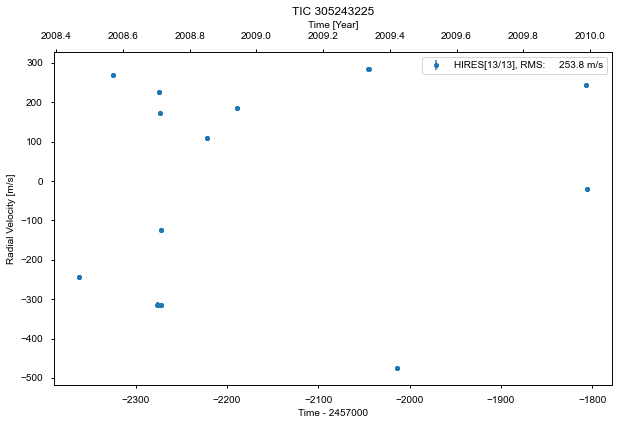 TIC 305243225
Time [Year]
2008.4 2008.6 2008.8 2009.0 2009.2 2009.4 2009.6 2009.8 2010.0
HIRES[13/13], RMS: 253.8 m/s
300
200
100
0
−100
−200
−300
−400
−500
Radial Velocity [m/s]
−2300 −2200 −2100 −2000 −1900 −1800
Time - 2457000